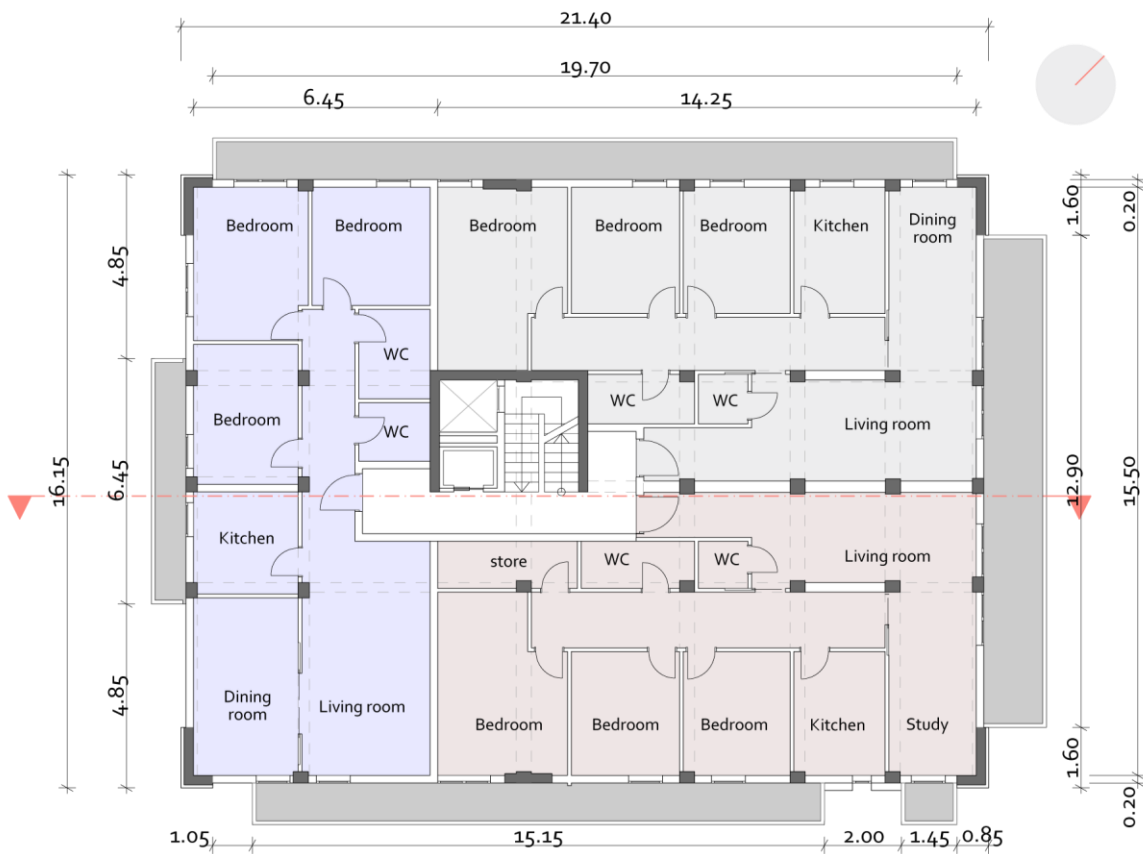 21.40
19.70
6.45
14.25
Bedroom
Bedroom
Bedroom
Bedroom
Bedroom
Kitchen
Dining
room
1.60
0.20
4.85
WC
WC
WC
WC
Bedroom
Living room
16.15
6.45
12.90
15.50
Kitchen
store
WC
WC
Living room
4.85
Dining
room
Living room
Bedroom
Bedroom
Bedroom
Kitchen
Study
1.60
0.20
1.05
15.15
2.00
1.45
0.85